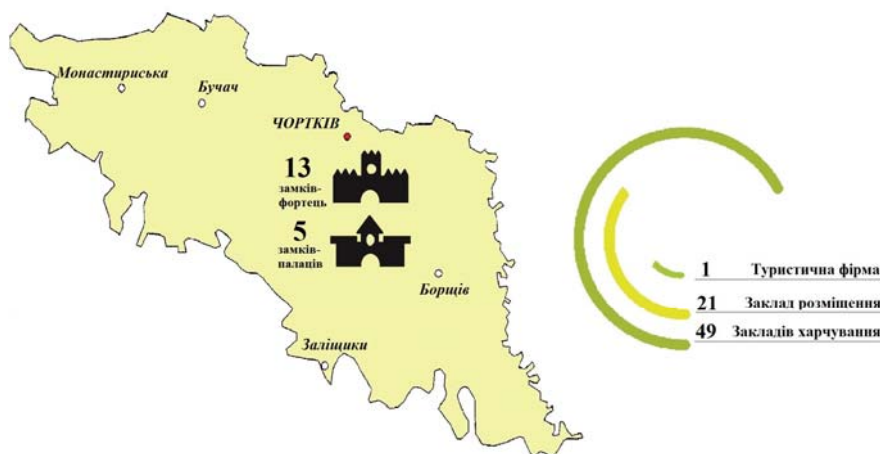 Монастириська
Бучач
ЧОРТКІВ
13
замків-
фортець
5
замків-
палаців
Борщів
Заліщики
1 Туристична фірма
21 Заклад розміщення
49 Закладів харчування